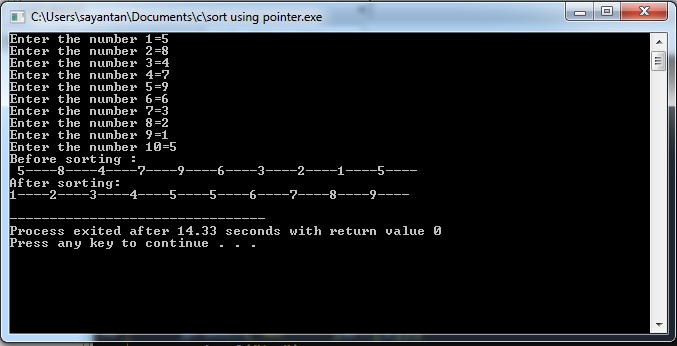 C:\Users\sayantan\Documents\c\sort using pointer.exe
Enter the number 1=5
Enter the number 2=8
Enter the number 3=4
Enter the number 4=7
Enter the number 5=9
Enter the number 6=6
Enter the number 7=3
Enter the number 8=2
Enter the number 9=1
Enter the number 10=5
Before sorting :
 5----8----4----7----9----6----3----2----1----5----
After sorting:
1----2----3----4----5----5----6----7----8----9----
--------------------------------
Process exited after 14.33 seconds with return value 0
Press any key to continue . . .